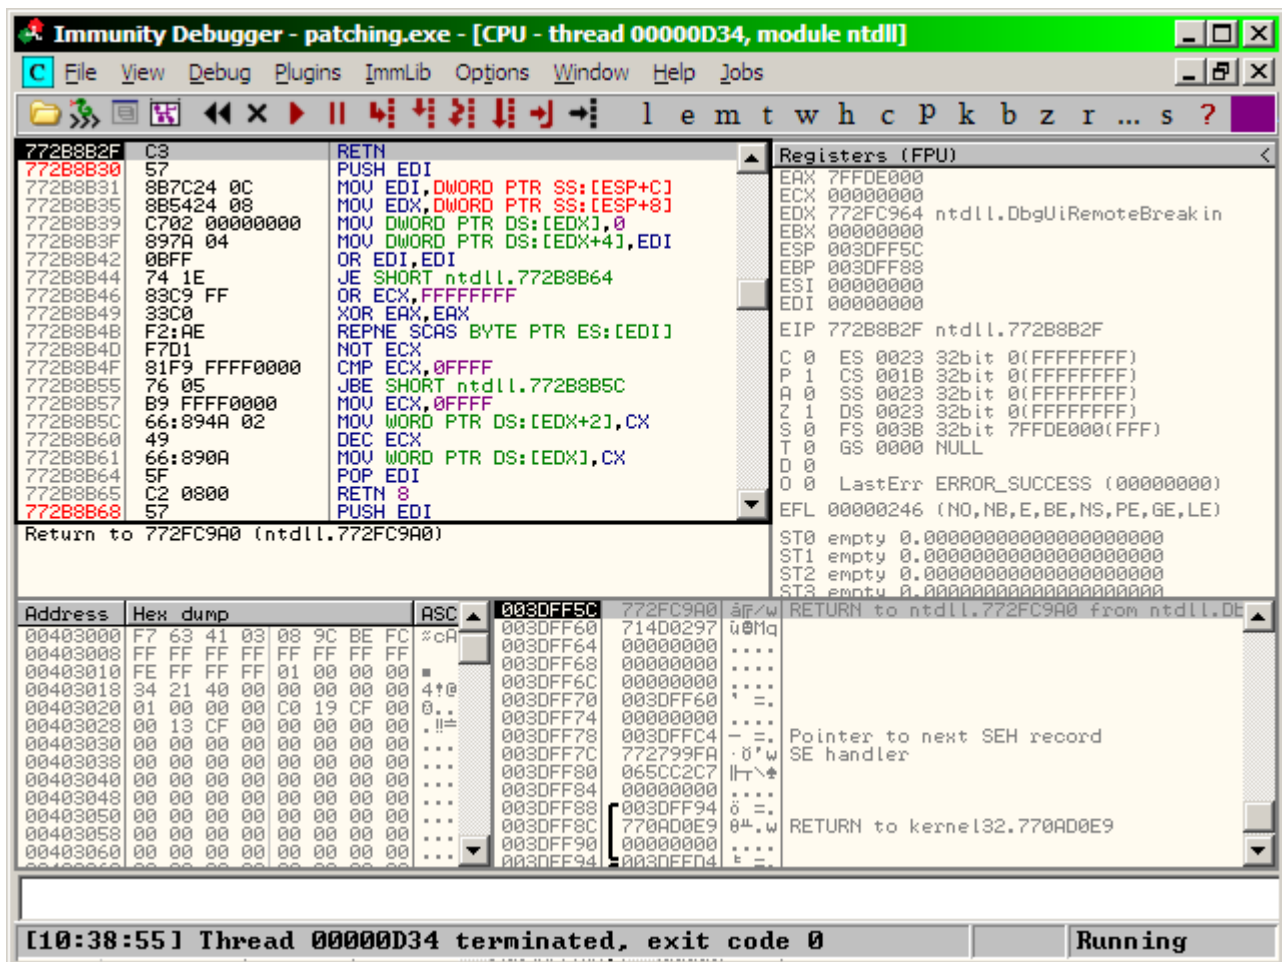 Immunity Debugger - patching.exe - [CPU - thread 00000D34, module ntdll]
C File View Debug Plugins ImmLib Options Window Help Jobs
l e m t w h c P k b z r ... s ?
772B8B2F C3 RETN
772B8B30 57 PUSH EDI
772B8B31 8B7C24 0C MOV EDI,DWORD PTR SS:[ESP+C]
772B8B35 8B5424 08 MOV EDX,DWORD PTR SS:[ESP+8]
772B8B39 C702 00000000 MOV DWORD PTR DS:[EDX],0
772B8B3F 897A 04 MOV DWORD PTR DS:[EDX+4],EDI
772B8B42 0BFF OR EDI,EDI
772B8B44 74 1E JE SHORT ntdll.772B8B64
772B8B46 83C9 FF OR ECX,FFFFFFFF
772B8B49 33C0 XOR EAX,EAX
772B8B4B F2:AE REPNE SCAS BYTE PTR ES:[EDI]
772B8B4D F7D1 NOT ECX
772B8B4F 81F9 FFFF0000 CMP ECX,0FFFF
772B8B55 76 05 JBE SHORT ntdll.772B8B5C
772B8B57 B9 FFFF0000 MOV ECX,0FFFF
772B8B5C 66:894A 02 MOV WORD PTR DS:[EDX+2],CX
772B8B60 49 DEC ECX
772B8B61 66:890A MOV WORD PTR DS:[EDX],CX
772B8B64 5F POP EDI
772B8B65 C2 0800 RETN 8
772B8B68 57 PUSH EDI
Return to 772FC9A0 (ntdll.772FC9A0)
Registers (FPU) <
EAX 7FFDE000
ECX 00000000
EDX 772FC964 ntdll.DbgUiRemoteBreakin
EBX 00000000
ESP 003DFF5C
EBP 003DFF88
ESI 00000000
EDI 00000000
EIP 772B8B2F ntdll.772B8B2F
C 0 ES 0023 32bit 0(FFFFFFFF)
P 1 CS 001B 32bit 0(FFFFFFFF)
A 0 SS 0023 32bit 0(FFFFFFFF)
Z 1 DS 0023 32bit 0(FFFFFFFF)
S 0 FS 003B 32bit 7FFDE000(FFF)
T 0 GS 0000 NULL
D 0
O 0 LastErr ERROR_SUCCESS (00000000)
EFL 00000246 (NO,NB,E,BE,NS,PE,GE,LE)
ST0 empty 0.00000000000000000000
ST1 empty 0.00000000000000000000
ST2 empty 0.00000000000000000000
ST3 empty 0.00000000000000000000
Address Hex dump ASC
00403000 F7 63 41 03 08 9C BE FC
00403008 FF FF FF FF FF FF FF FF
00403010 FE FF FF FF 01 00 00 00
00403018 34 21 40 00 00 00 00 00
00403020 01 00 00 00 C0 19 CF 00
00403028 00 13 CF 00 00 00 00 00
00403030 00 00 00 00 00 00 00 00 ...
00403038 00 00 00 00 00 00 00 00 ...
00403040 00 00 00 00 00 00 00 00 ...
00403048 00 00 00 00 00 00 00 00 ...
00403050 00 00 00 00 00 00 00 00 ...
00403058 00 00 00 00 00 00 00 00 ...
00403060 00 00 00 00 00 00 00 00 ...
003DFF5C 772FC9A0 RETURN to ntdll.772FC9A0 from ntdll.
003DFF60 714D0297
003DFF64 00000000 ....
003DFF68 00000000 ....
003DFF6C 00000000 ....
003DFF70 003DFF60
003DFF74 00000000 ....
003DFF78 003DFFC4 Pointer to next SEH record
003DFF7C 772799FA SE handler
003DFF80 065CC2C7
003DFF84 00000000 ....
003DFF88 003DFF94
003DFF8C 770AD0E9 RETURN to kernel32.770AD0E9
003DFF90 00000000 ....
003DFF94 003DFFD4
[10:38:55] Thread 00000D34 terminated, exit code 0
Running